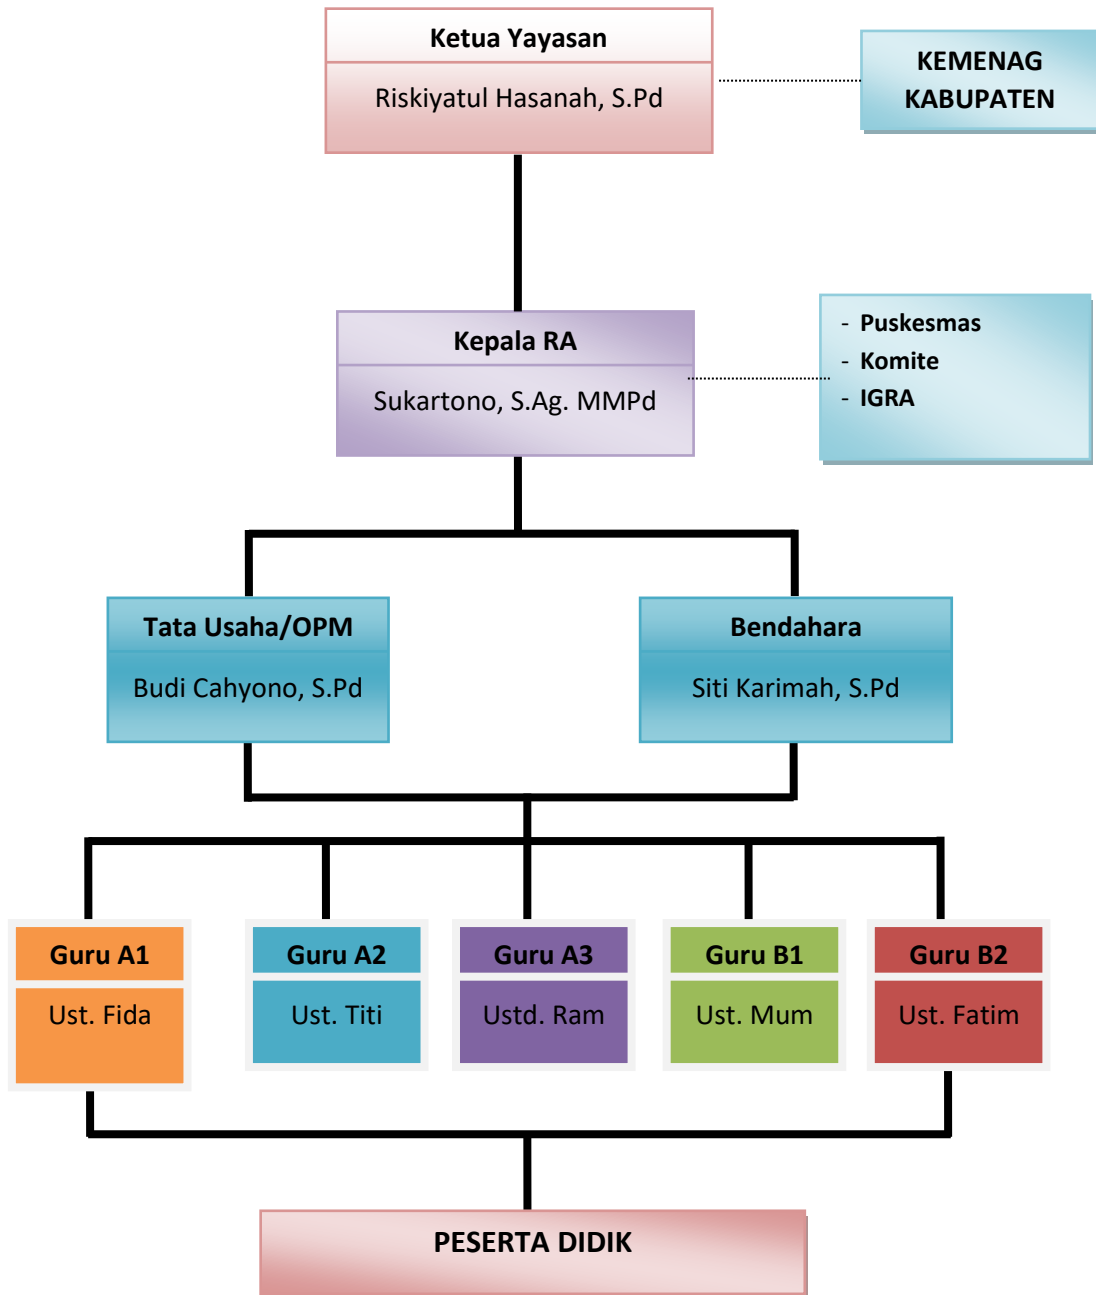 Ketua Yayasan
Riskiyatul Hasanah, S.Pd
KEMENAG
KABUPATEN
Kepala RA
Sukartono, S.Ag. MMPd
- Puskesmas
- Komite
- IGRA
Tata Usaha/OPM
Budi Cahyono, S.Pd
Bendahara
Siti Karimah, S.Pd
Guru A1
Ust. Fida
Guru A2
Ust. Titi
Guru A3
Ustd. Ram
Guru B1
Ust. Mum
Guru B2
Ust. Fatim
PESERTA DIDIK